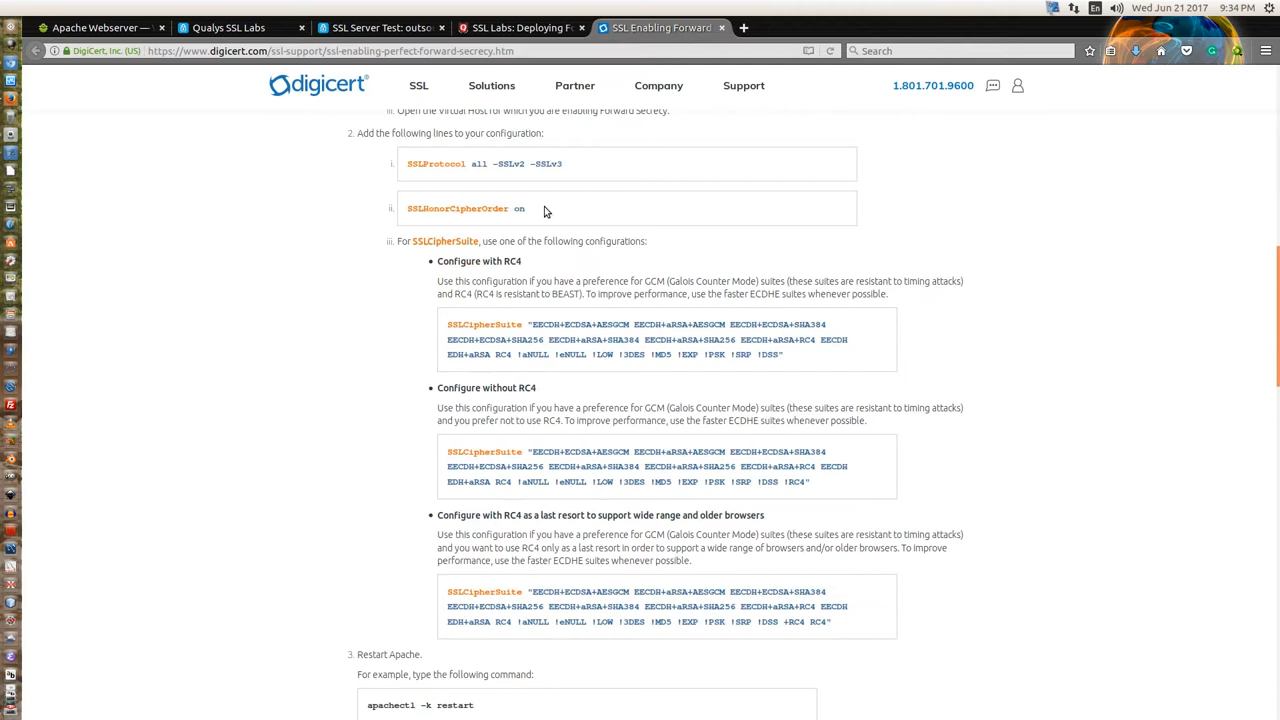 En
Wed Jun 21 2017 9:34 PM
Apache Webserver — ×
Qualys SSL Labs ×
SSL Server Test: outso ×
SSL Labs: Deploying Fo ×
SSL Enabling Forward ×
DigiCert, Inc. (US)
https://www.digicert.com/ssl-support/ssl-enabling-perfect-forward-secrecy.htm
Search
digicert
SSL
Solutions
Partner
Company
Support
1.801.701.9600
iii. Open the Virtual Host for which you are enabling Forward Secrecy.
2. Add the following lines to your configuration:
i. SSLProtocol all -SSLv2 -SSLv3
ii. SSLHonorCipherOrder on
iii. For SSLCipherSuite, use one of the following configurations:
• Configure with RC4
Use this configuration if you have a preference for GCM (Galois Counter Mode) suites (these suites are resistant to timing attacks)
and RC4 (RC4 is resistant to BEAST). To improve performance, use the faster ECDHE suites whenever possible.
SSLCipherSuite "EECDH+ECDSA+AESGCM EECDH+aRSA+AESGCM EECDH+ECDSA+SHA384
EECDH+ECDSA+SHA256 EECDH+aRSA+SHA384 EECDH+aRSA+SHA256 EECDH+aRSA+RC4 EECDH
EDH+aRSA RC4 !aNULL !eNULL !LOW !3DES !MD5 !EXP !PSK !SRP !DSS"
• Configure without RC4
Use this configuration if you have a preference for GCM (Galois Counter Mode) suites (these suites are resistant to timing attacks)
and you prefer not to use RC4. To improve performance, use the faster ECDHE suites whenever possible.
SSLCipherSuite "EECDH+ECDSA+AESGCM EECDH+aRSA+AESGCM EECDH+ECDSA+SHA384
EECDH+ECDSA+SHA256 EECDH+aRSA+SHA384 EECDH+aRSA+SHA256 EECDH+aRSA+RC4 EECDH
EDH+aRSA RC4 !aNULL !eNULL !LOW !3DES !MD5 !EXP !PSK !SRP !DSS !RC4"
• Configure with RC4 as a last resort to support wide range and older browsers
Use this configuration if you have a preference for GCM (Galois Counter Mode) suites (these suites are resistant to timing attacks)
and you want to use RC4 only as a last resort in order to support a wide range of browsers and/or older browsers. To improve
performance, use the faster ECDHE suites whenever possible.
SSLCipherSuite "EECDH+ECDSA+AESGCM EECDH+aRSA+AESGCM EECDH+ECDSA+SHA384
EECDH+ECDSA+SHA256 EECDH+aRSA+SHA384 EECDH+aRSA+SHA256 EECDH+aRSA+RC4 EECDH
EDH+aRSA RC4 !aNULL !eNULL !LOW !3DES !MD5 !EXP !PSK !SRP !DSS +RC4 RC4"
3. Restart Apache.
For example, type the following command:
apachectl -k restart